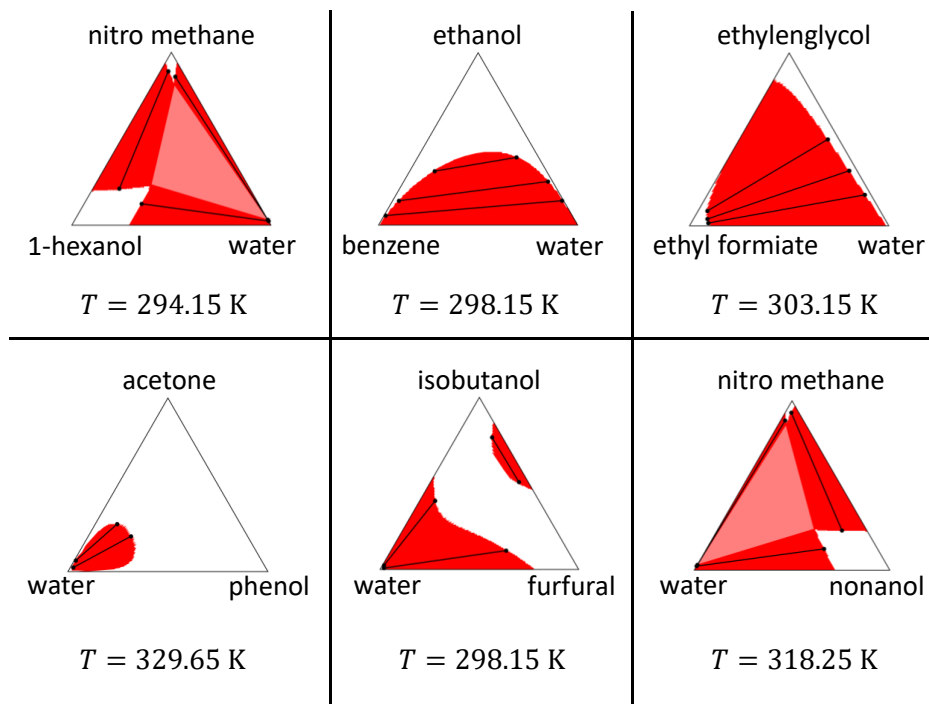 nitro methane
1-hexanol water
T = 294.15 K
ethanol
benzene water
T = 298.15 K
ethylenglycol
ethyl formiate water
T = 303.15 K
acetone
water phenol
T = 329.65 K
isobutanol
water furfural
T = 298.15 K
nitro methane
water nonanol
T = 318.25 K